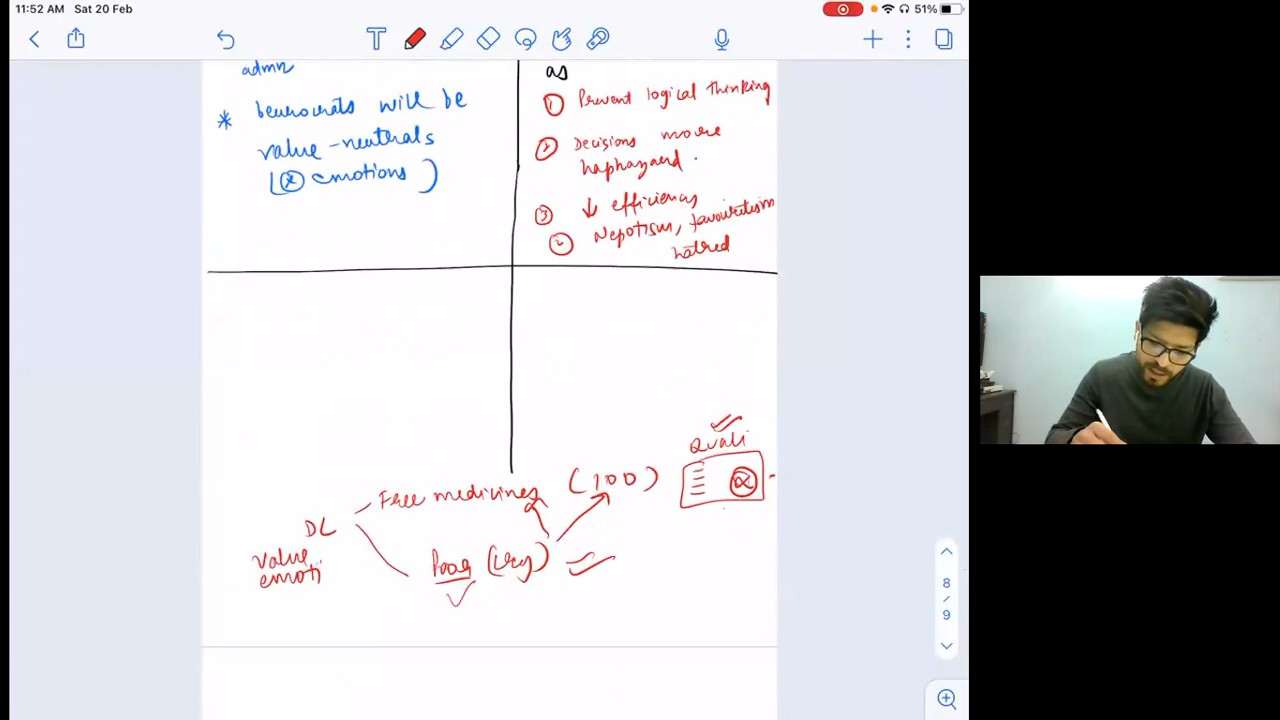 11:52 AM Sat 20 Feb
51%
T
admn
* beurocrats will be
value-neutrals
(x emotions)
as
1 Prevent logical thinking
2 Decisions more
haphazard.
3 ↓ efficiency
2 Nepotism, favouritism
hatred
Quali
Free medicines (100)
DL
value
emoti
Poor
8
/
9